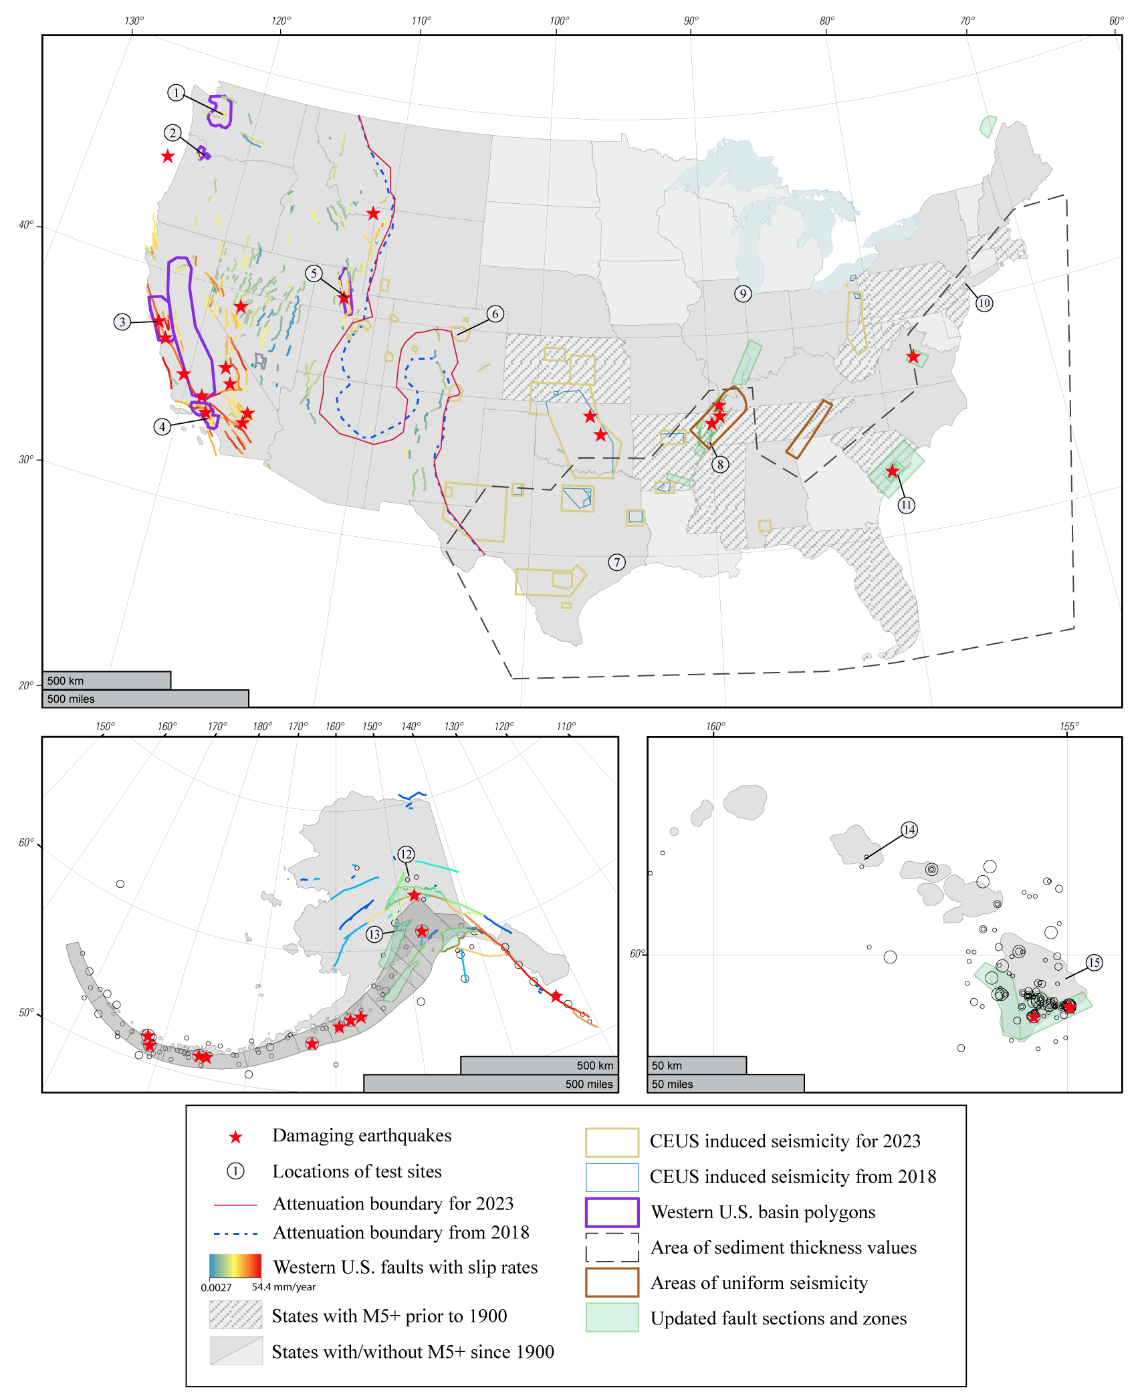 130° 120° 110° 100° 90° 80° 70° 60°
1
2
40°
5
9
6
10
3
4
30°
8
11
7
500 km
20°
500 miles
150° 160° 170° 180° 170° 160° 150° 140° 130° 120° 110°
160° 155°
60°
14
12
13
60°
15
50°
500 km
500 miles
50 km
50 miles
Damaging earthquakes
1 Locations of test sites
Attenuation boundary for 2023
Attenuation boundary from 2018
Western U.S. faults with slip rates
0.0027 54.4 mm/year
States with M5+ prior to 1900
States with/without M5+ since 1900
CEUS induced seismicity for 2023
CEUS induced seismicity from 2018
Western U.S. basin polygons
Area of sediment thickness values
Areas of uniform seismicity
Updated fault sections and zones